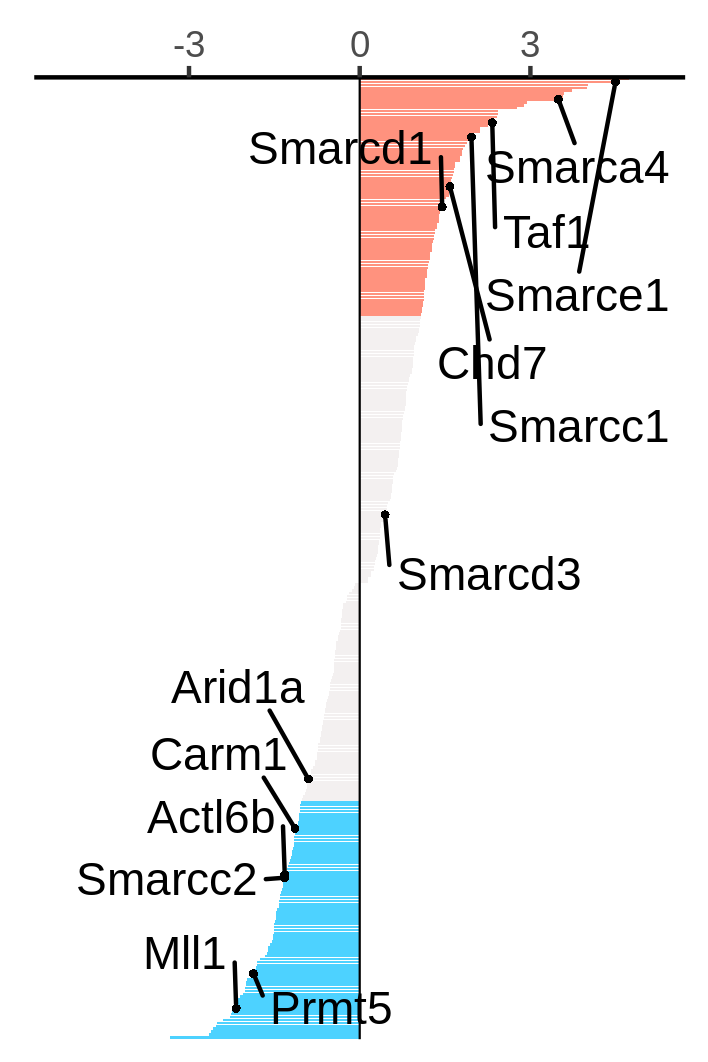 -3 0 3
Smarcd1
Smarca4
Taf1
Smarce1
Chd7
Smarcc1
Smarcd3
Arid1a
Carm1
Actl6b
Smarcc2
Mll1
Prmt5